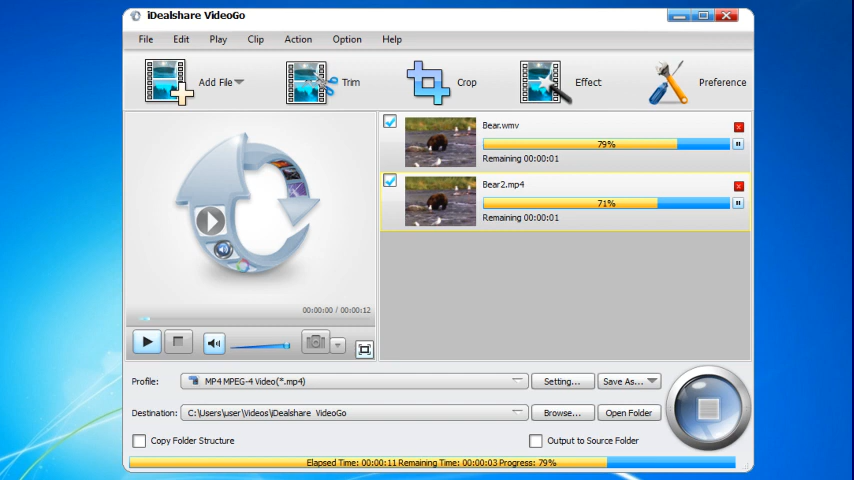 iDealshare VideoGo
File Edit Play Clip Action Option Help
Add File Trim Crop Effect Preference
Bear.wmv
79%
Remaining 00:00:01
Bear2.mp4
71%
Remaining 00:00:01
00:00:00 / 00:00:12
Profile: MP4 MPEG-4 Video(*.mp4) Setting... Save As...
Destination: C:\Users\user\Videos\iDealshare VideoGo Browse... Open Folder
Copy Folder Structure Output to Source Folder
Elapsed Time: 00:00:11 Remaining Time: 00:00:03 Progress: 79%